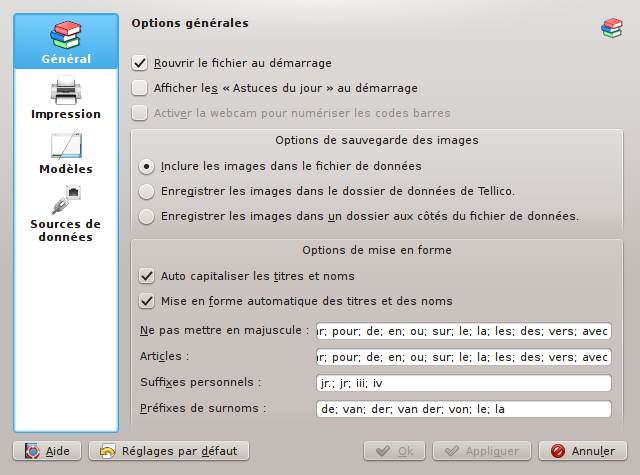 Options générales
Général
Impression
Modèles
Sources de
données
Rouvrir le fichier au démarrage
Afficher les « Astuces du jour » au démarrage
Activer la webcam pour numériser les codes barres
Options de sauvegarde des images
Inclure les images dans le fichier de données
Enregistrer les images dans le dossier de données de Tellico.
Enregistrer les images dans un dossier aux côtés du fichier de données.
Options de mise en forme
Auto capitaliser les titres et noms
Mise en forme automatique des titres et des noms
Ne pas mettre en majuscule : pour; de; en; ou; sur; le; la; les; des; vers; avec
Articles : pour; de; en; ou; sur; le; la; les; des; vers; avec
Suffixes personnels : jr.; jr; iii; iv
Préfixes de surnoms : de; van; der; van der; von; le; la
Aide Réglages par défaut Ok Appliquer Annuler